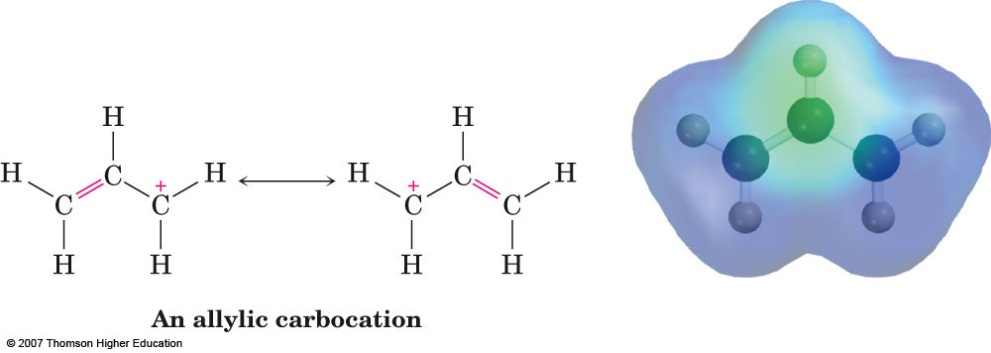 H H
H C + H H + C H
C C C C
H H H H
An allylic carbocation
© 2007 Thomson Higher Education